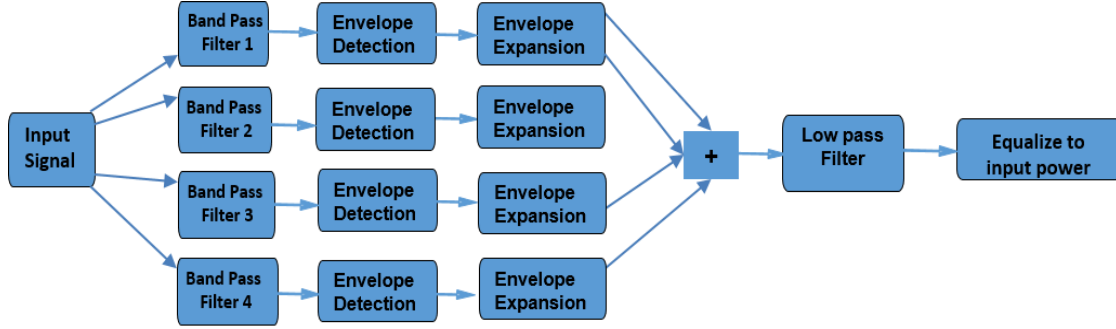 Band Pass
Filter 1
Envelope
Detection
Envelope
Expansion
Input
Signal
Band Pass
Filter 2
Envelope
Detection
Envelope
Expansion
+
Low pass
Filter
Equalize to
input power
Band Pass
Filter 3
Envelope
Detection
Envelope
Expansion
Band Pass
Filter 4
Envelope
Detection
Envelope
Expansion